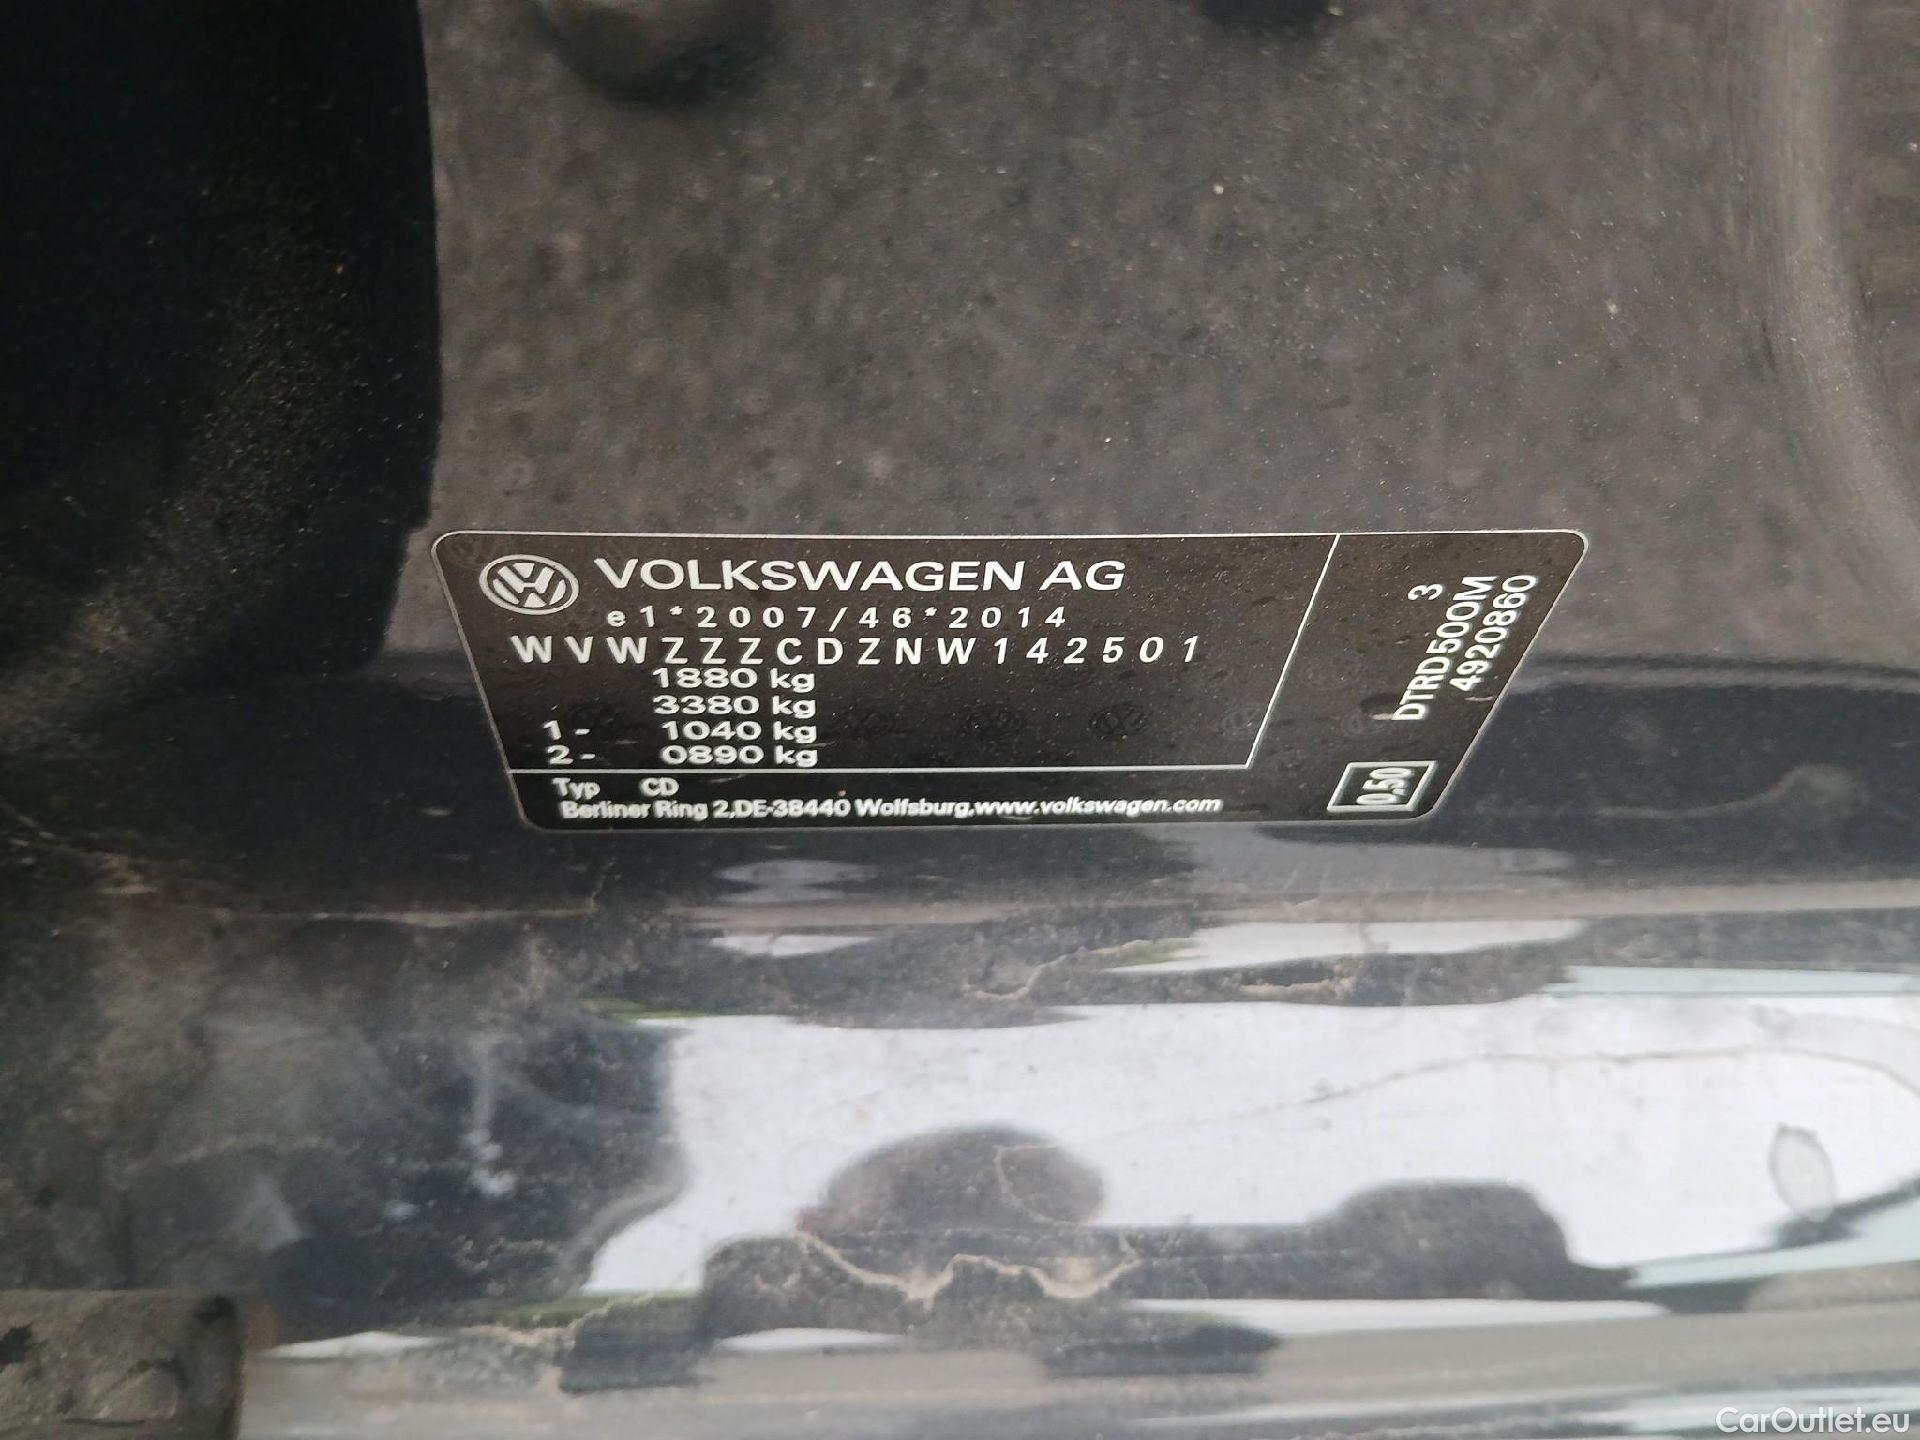 VOLKSWAGEN AG
e1*2007/46*2014
WVWZZZCDZNW142501
1880 kg
3380 kg
1- 1040 kg
2- 0890 kg
Typ CD
Berliner Ring 2,DE-38440 Wolfsburg,www.volkswagen.com
3
DTRD500M
4920860
0,50
CarOutlet.eu